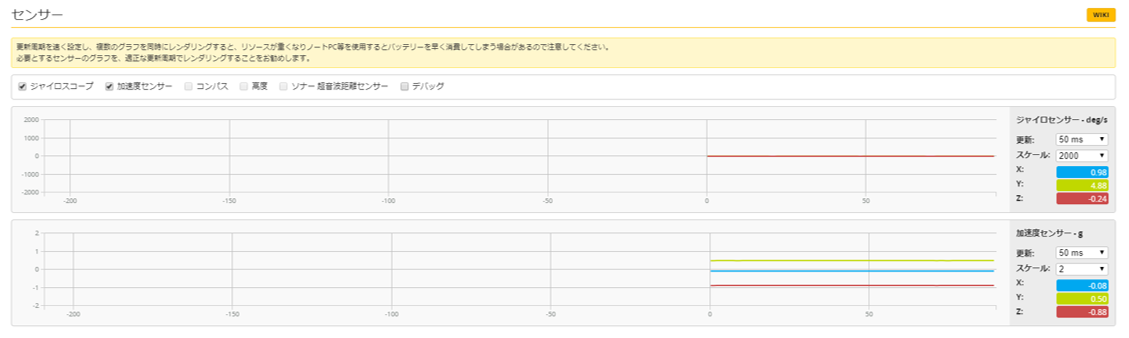 センサー
WIKI
更新周期を速く設定し、複数のグラフを同時にレンダリングすると、リソースが重くなりノートPC等を使用するとバッテリーを早く消費してしまう場合があるので注意してください。
必要とするセンサーのグラフを、適正な更新周期でレンダリングすることをお勧めします。
ジャイロスコープ 加速度センサー コンパス 高度 ソナー 超音波距離センサー デバッグ
2000
1000
0
-1000
-2000
-200 -150 -100 -50 0 50
ジャイロセンサー - deg/s
更新: 50 ms
スケール: 2000
X: 0.98
Y: 4.88
Z: -0.24
2
1
0
-1
-2
-200 -150 -100 -50 0 50
加速度センサー - g
更新: 50 ms
スケール: 2
X: -0.08
Y: 0.50
Z: -0.88